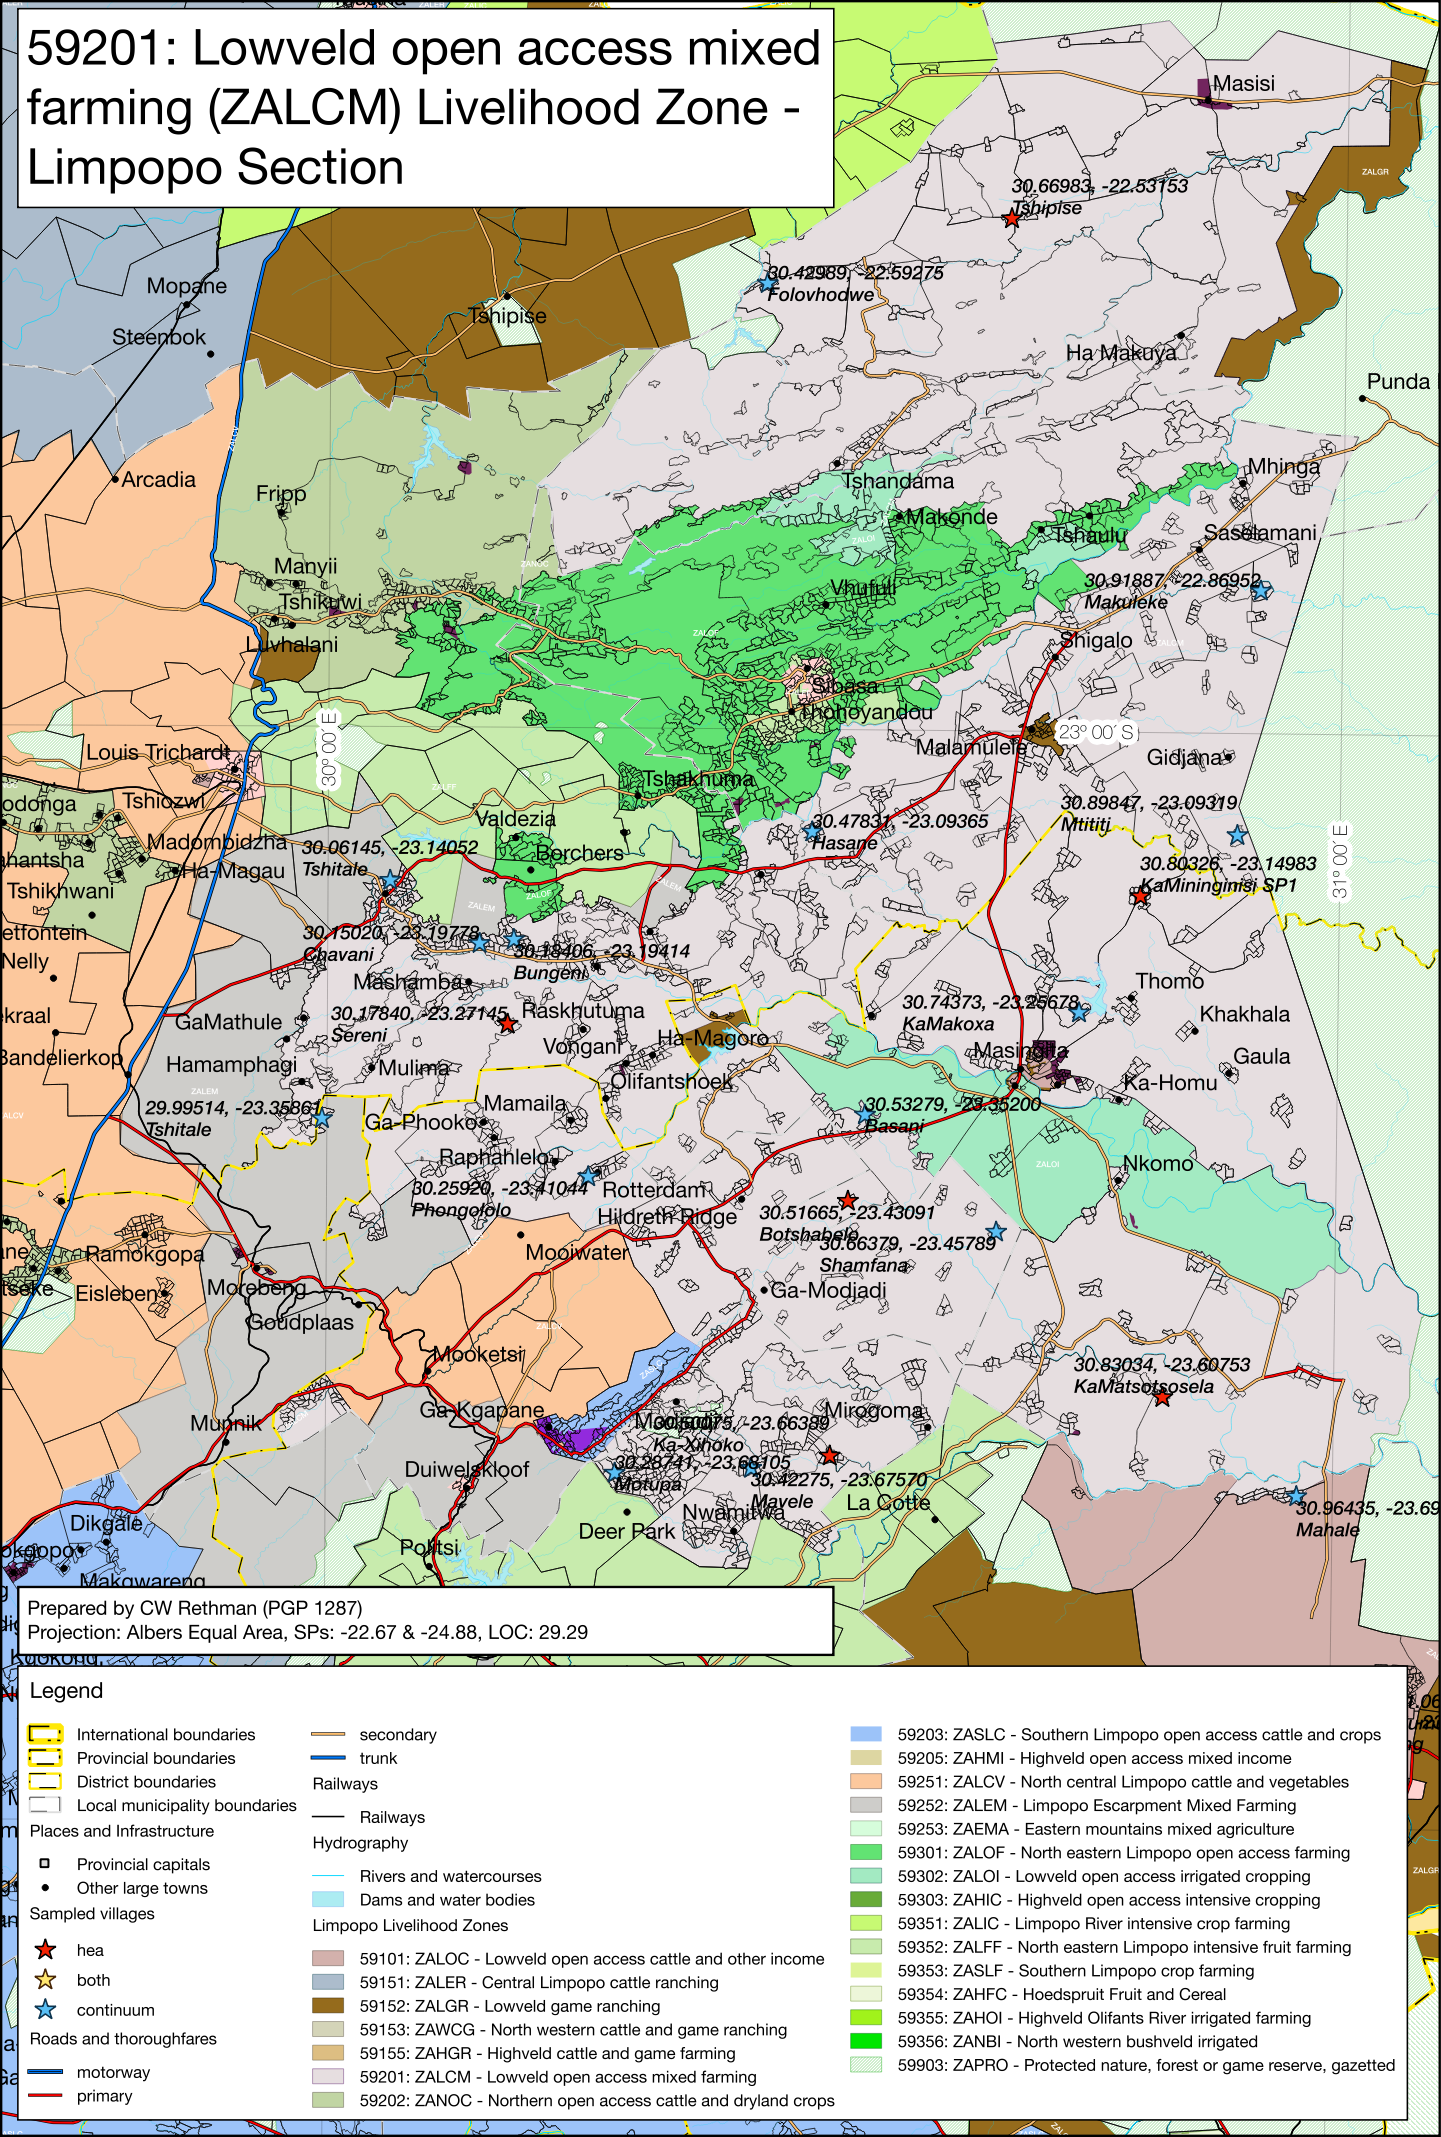 59201: Lowveld open access mixed
farming (ZALCM) Livelihood Zone -
Limpopo Section
Masisi
ZALGR
30.66983, -22.53153
Tshipise
30.42989, -22.59275
Folovhodwe
Mopane
Steenbok
Tshipise
Ha Makuya
Punda
Arcadia
Fripp
Tshandama
Mhinga
Makonde
Tshaulu
Saselamani
ZALOI
ZANOC
Manyii
Tshikuwi
Luvhalani
Vhufuli
30.91887, -22.86952
Makuleke
Shigalo
Sibasa
Thohoyandou
Malamulele
23° 00' S
30° 00' E
Gidjana
Louis Trichardt
Tshiozwi
Tshakhuma
ZALFF
Valdezia
30.89847, -23.09319
Mtititi
30.47831, -23.09365
Hasane
Madombidzha
30.06145, -23.14052
Tshitale
Borchers
31° 00' E
30.80326, -23.14983
KaMininginisi SP1
Ha-Magau
Tshikhwani
ZALEM
ZALOF
ZALEM
30.15020, -23.19778
Chavani
30.18406, -23.19414
Bungeni
Nelly
Mashamba
Thomo
30.74373, -23.25678
KaMakoxa
Khakhala
GaMathule
30.17840, -23.27145
Sereni
Raskhutuma
Vongani
Ha-Magoro
Masingita
Gaula
Bandelierkop
Hamamphagi
Mulima
Olifantshoek
Ka-Homu
ZALEM
29.99514, -23.35861
Tshitale
Ga-Phooko
Mamaila
30.53279, -23.35200
Basani
Raphahlelo
ZALOI
Nkomo
30.25920, -23.41044
Phongololo
Rotterdam
Hildreth Ridge
30.51665, -23.43091
Botshabelo
30.66379, -23.45789
Shamfana
Mooiwater
Ramokgopa
Eisleben
Morebeng
Ga-Modjadji
Goudplaas
Mooketsi
30.83034, -23.60753
KaMatsotsosela
Munnik
Ga-Kgapane
30.50075, -23.66389
Ka-Xihoko
Mirogoma
Duiwelskloof
30.28741, -23.68105
Motupa
30.42275, -23.67570
Mavele
La Cotte
30.96435, -23.69
Mahale
Dikgale
Deer Park
Nwamitwa
Politsi
Makgwareng
Prepared by CW Rethman (PGP 1287)
Projection: Albers Equal Area, SPs: -22.67 & -24.88, LOC: 29.29
Legend
International boundaries
Provincial boundaries
District boundaries
Local municipality boundaries
Places and Infrastructure
Provincial capitals
Other large towns
Sampled villages
hea
both
continuum
Roads and thoroughfares
motorway
primary
secondary
trunk
Railways
Railways
Hydrography
Rivers and watercourses
Dams and water bodies
Limpopo Livelihood Zones
59101: ZALOC - Lowveld open access cattle and other income
59151: ZALER - Central Limpopo cattle ranching
59152: ZALGR - Lowveld game ranching
59153: ZAWCG - North western cattle and game ranching
59155: ZAHGR - Highveld cattle and game farming
59201: ZALCM - Lowveld open access mixed farming
59202: ZANOC - Northern open access cattle and dryland crops
59203: ZASLC - Southern Limpopo open access cattle and crops
59205: ZAHMI - Highveld open access mixed income
59251: ZALCV - North central Limpopo cattle and vegetables
59252: ZALEM - Limpopo Escarpment Mixed Farming
59253: ZAEMA - Eastern mountains mixed agriculture
59301: ZALOF - North eastern Limpopo open access farming
59302: ZALOI - Lowveld open access irrigated cropping
59303: ZAHIC - Highveld open access intensive cropping
59351: ZALIC - Limpopo River intensive crop farming
59352: ZALFF - North eastern Limpopo intensive fruit farming
59353: ZASLF - Southern Limpopo crop farming
59354: ZAHFC - Hoedspruit Fruit and Cereal
59355: ZAHOI - Highveld Olifants River irrigated farming
59356: ZANBI - North western bushveld irrigated
59903: ZAPRO - Protected nature, forest or game reserve, gazetted